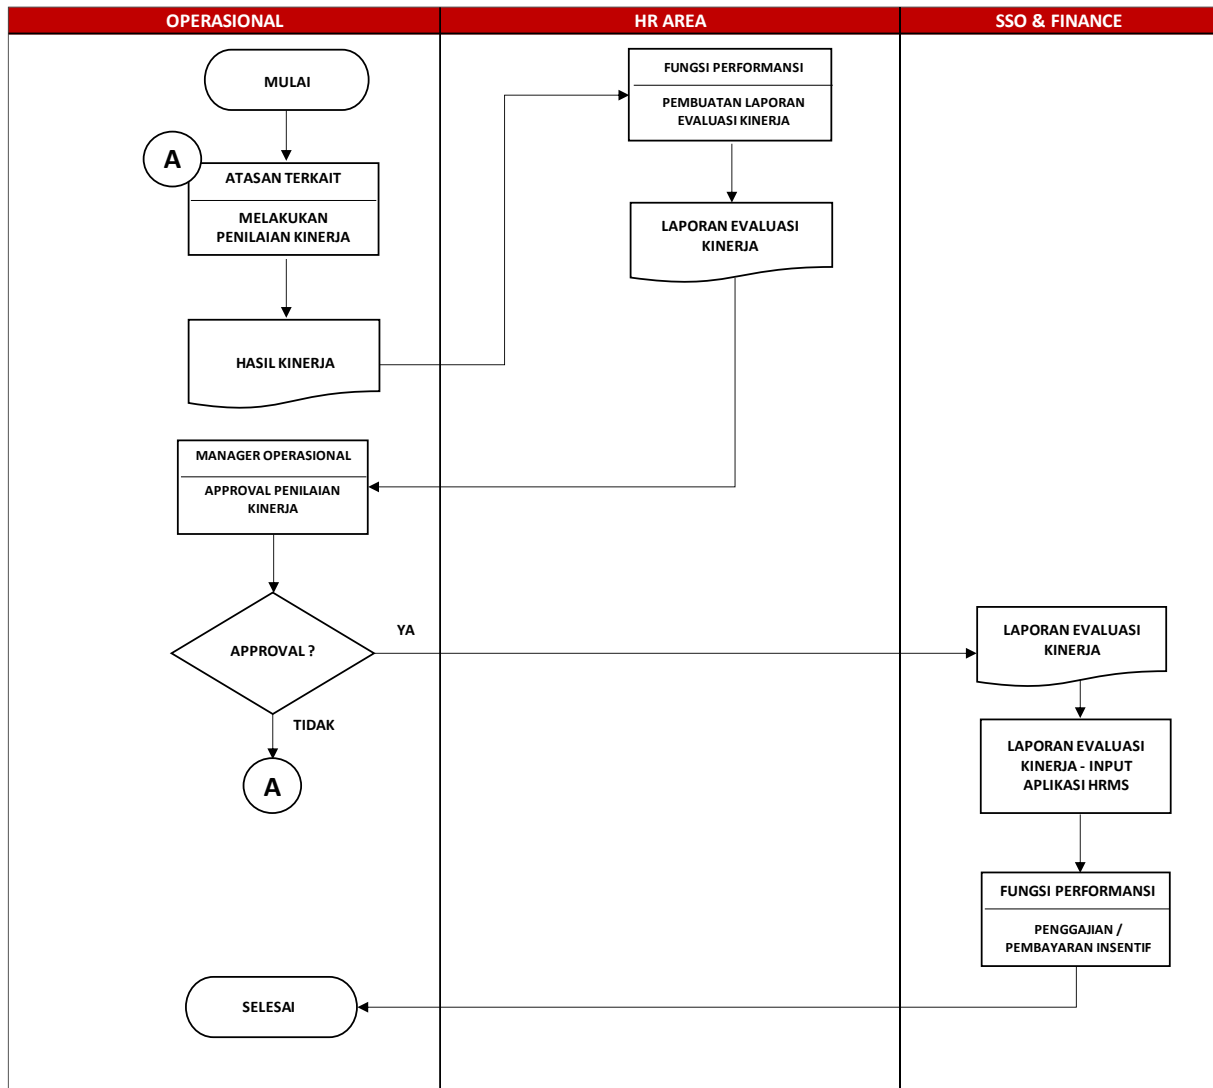 OPERASIONAL
HR AREA
SSO & FINANCE
MULAI
A
ATASAN TERKAIT
MELAKUKAN
PENILAIAN KINERJA
HASIL KINERJA
FUNGSI PERFORMANSI
PEMBUATAN LAPORAN
EVALUASI KINERJA
LAPORAN EVALUASI
KINERJA
MANAGER OPERASIONAL
APPROVAL PENILAIAN
KINERJA
APPROVAL ?
YA
TIDAK
A
LAPORAN EVALUASI
KINERJA
LAPORAN EVALUASI
KINERJA - INPUT
APLIKASI HRMS
FUNGSI PERFORMANSI
PENGGAJIAN /
PEMBAYARAN INSENTIF
SELESAI